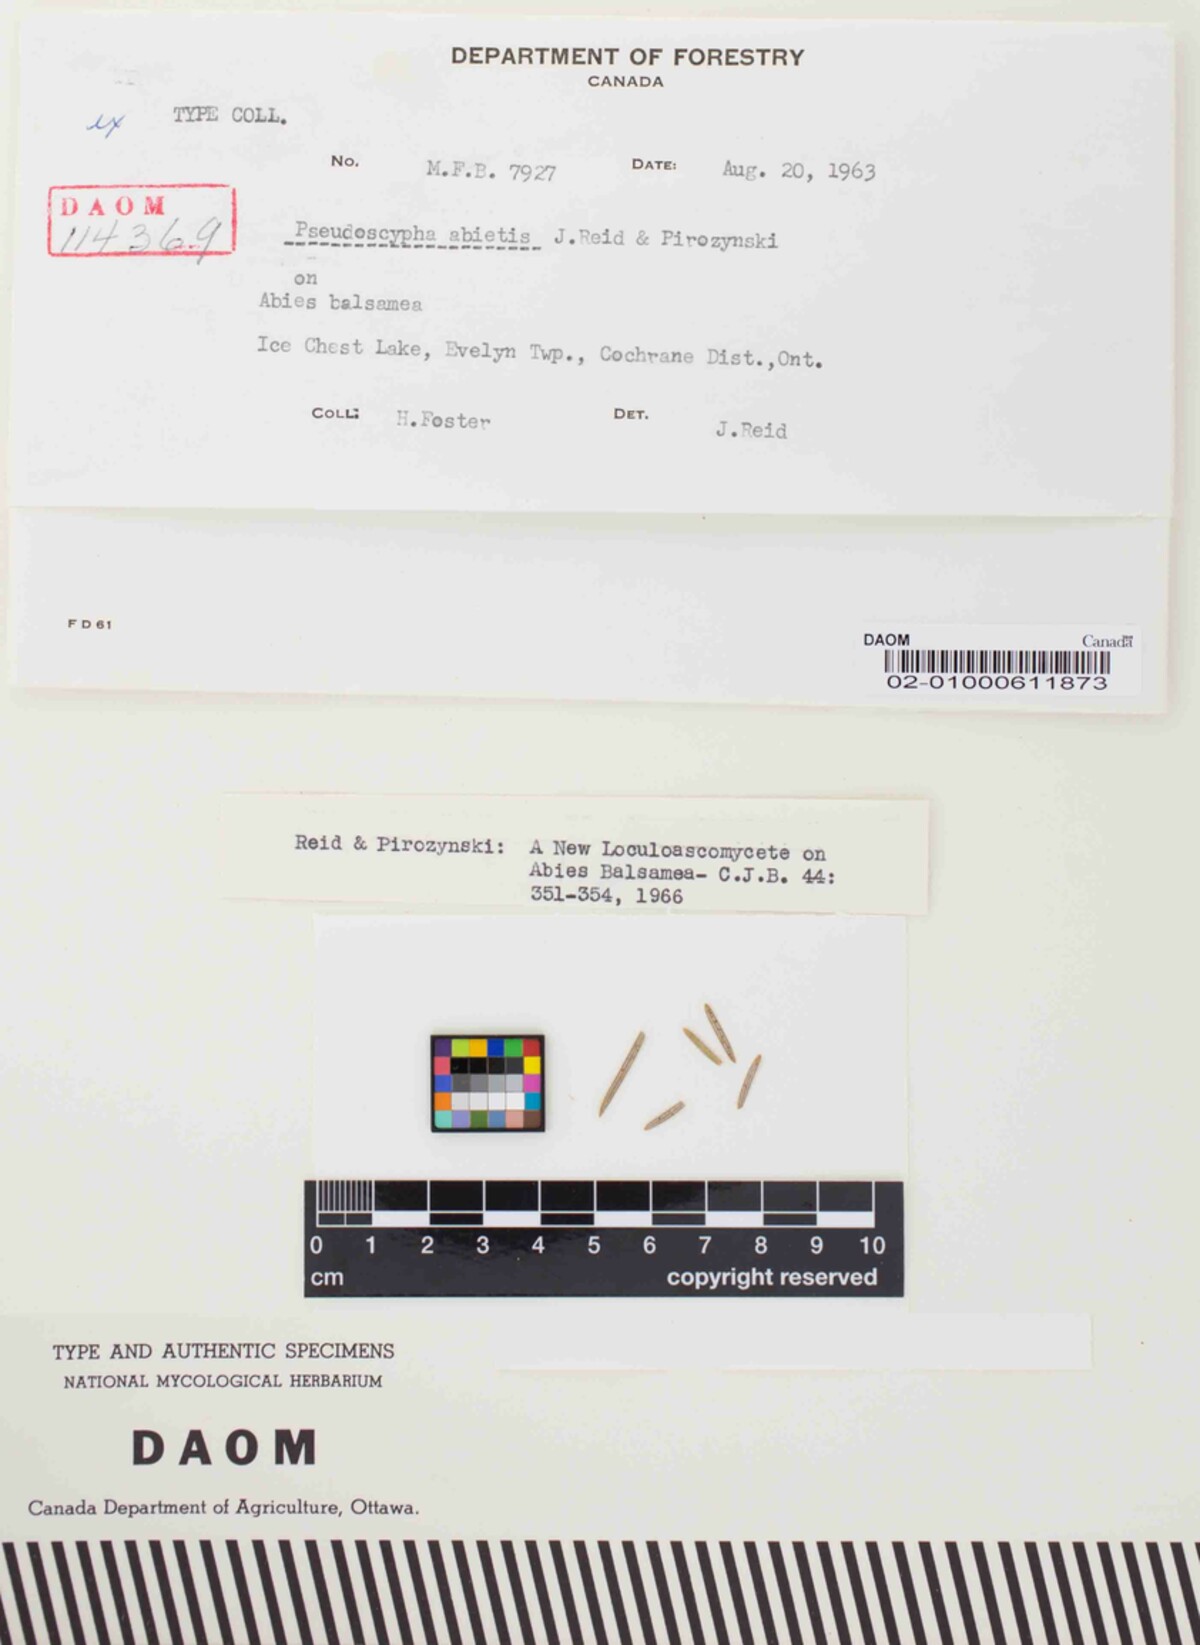 DEPARTMENT OF FORESTRY
CANADA
ex TYPE COLL.
No. M.F.B. 7927 DATE: Aug. 20, 1963
DAOM
114369
Pseudoscypha abietis J.Reid & Pirozynski
on
Abies balsamea
Ice Chest Lake, Evelyn Twp., Cochrane Dist.,Ont.
COLL: H.Foster DET. J.Reid
F D 61
DAOM Canada
02-01000611873
Reid & Pirozynski: A New Loculoascomycete on
Abies Balsamea- C.J.B. 44:
351-354, 1966
0 1 2 3 4 5 6 7 8 9 10
cm copyright reserved
TYPE AND AUTHENTIC SPECIMENS
NATIONAL MYCOLOGICAL HERBARIUM
DAOM
Canada Department of Agriculture, Ottawa.